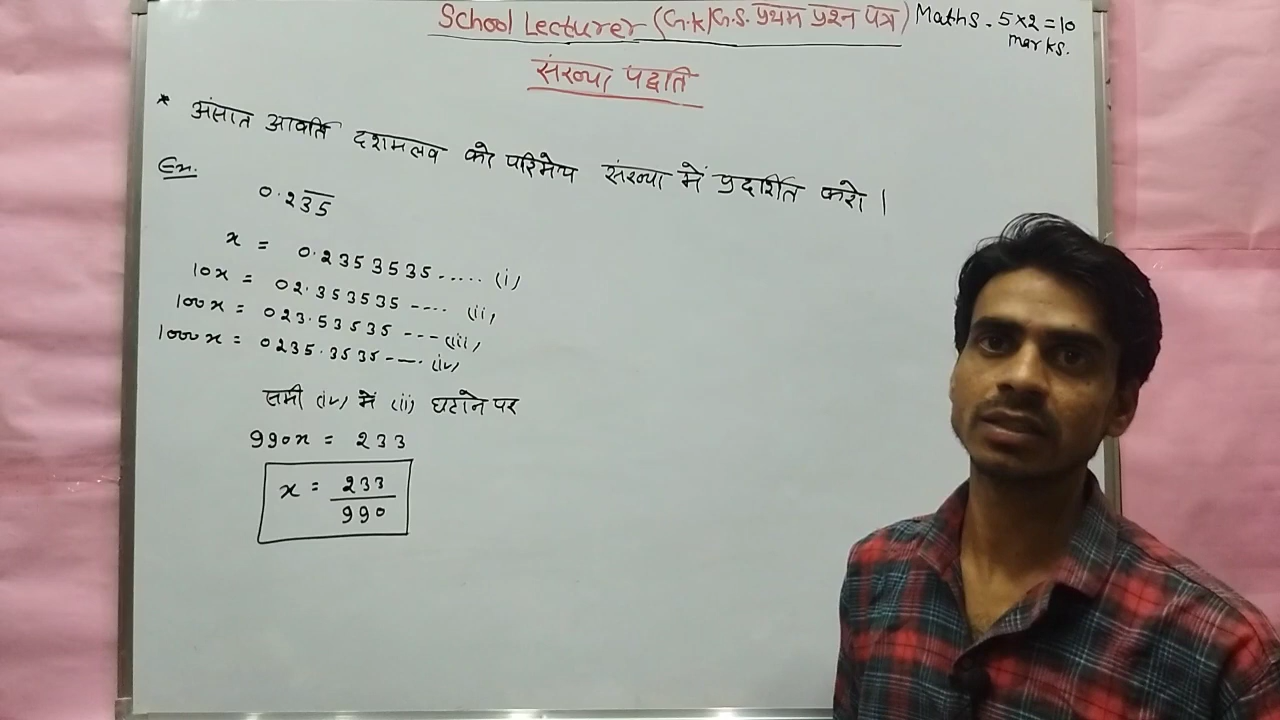 School Lecturer (G.K/G.S. प्रथम प्रश्न पत्र) Maths - 5×2=10 marks.
संख्या पद्धति
* अंसात आवर्ति दशमलव को परिमेय संख्या में प्रदर्शित करो।
Ex.
0.23̅5̅
x = 0.2353535..... (i)
10x = 02.353535 ---- (ii)
100x = 023.53535 --- (iii)
1000x = 0235.3535 ---- (iv)
समी (iv) में (ii) घटाने पर
990x = 233
x = 233/990